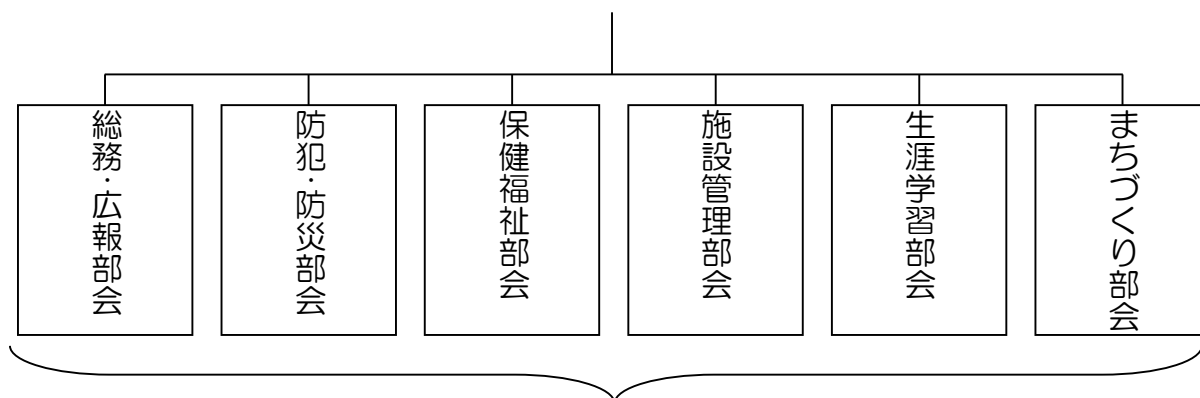 総務・広報部会
防犯・防災部会
保健福祉部会
施設管理部会
生涯学習部会
まちづくり部会